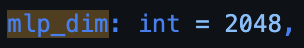 mlp_dim: int = 2048,